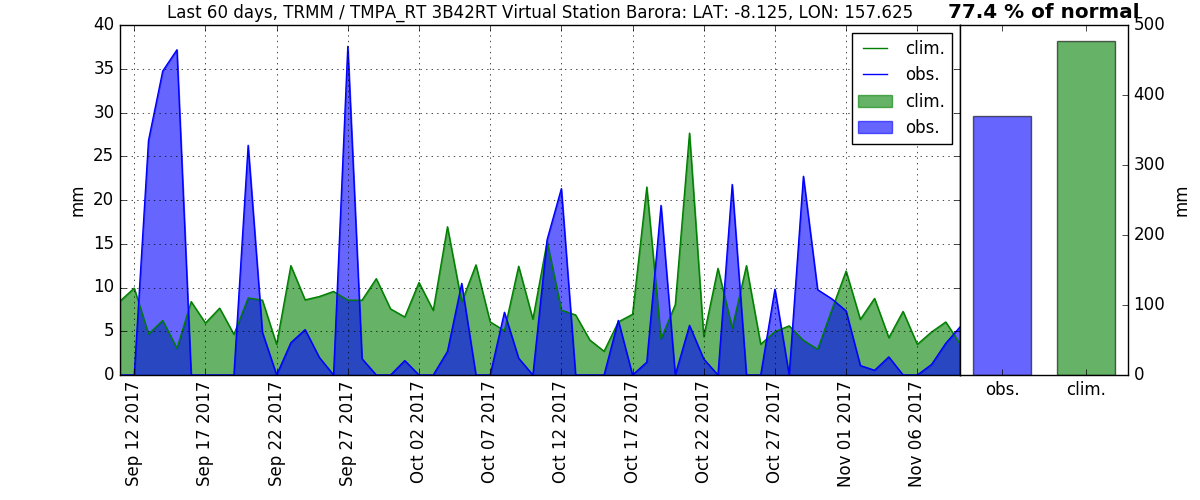 Last 60 days, TRMM / TMPA_RT 3B42RT Virtual Station Barora: LAT: -8.125, LON: 157.625
77.4 % of normal
40
35
30
25
20
15
10
5
0
mm
clim.
obs.
clim.
obs.
500
400
300
200
100
0
mm
obs.
clim.
Sep 12 2017
Sep 17 2017
Sep 22 2017
Sep 27 2017
Oct 02 2017
Oct 07 2017
Oct 12 2017
Oct 17 2017
Oct 22 2017
Oct 27 2017
Nov 01 2017
Nov 06 2017